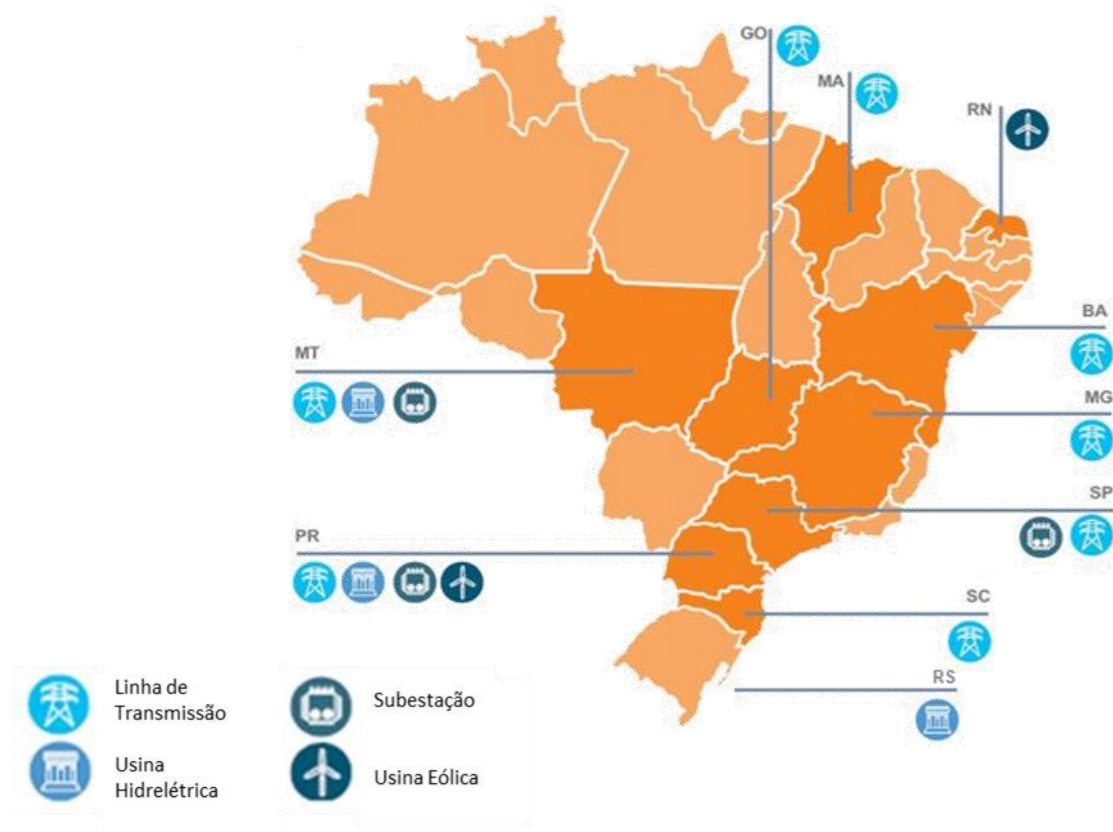 GO
MA
RN
BA
MT
MG
SP
PR
SC
RS
Linha de
Transmissão
Subestação
Usina
Hidrelétrica
Usina Eólica